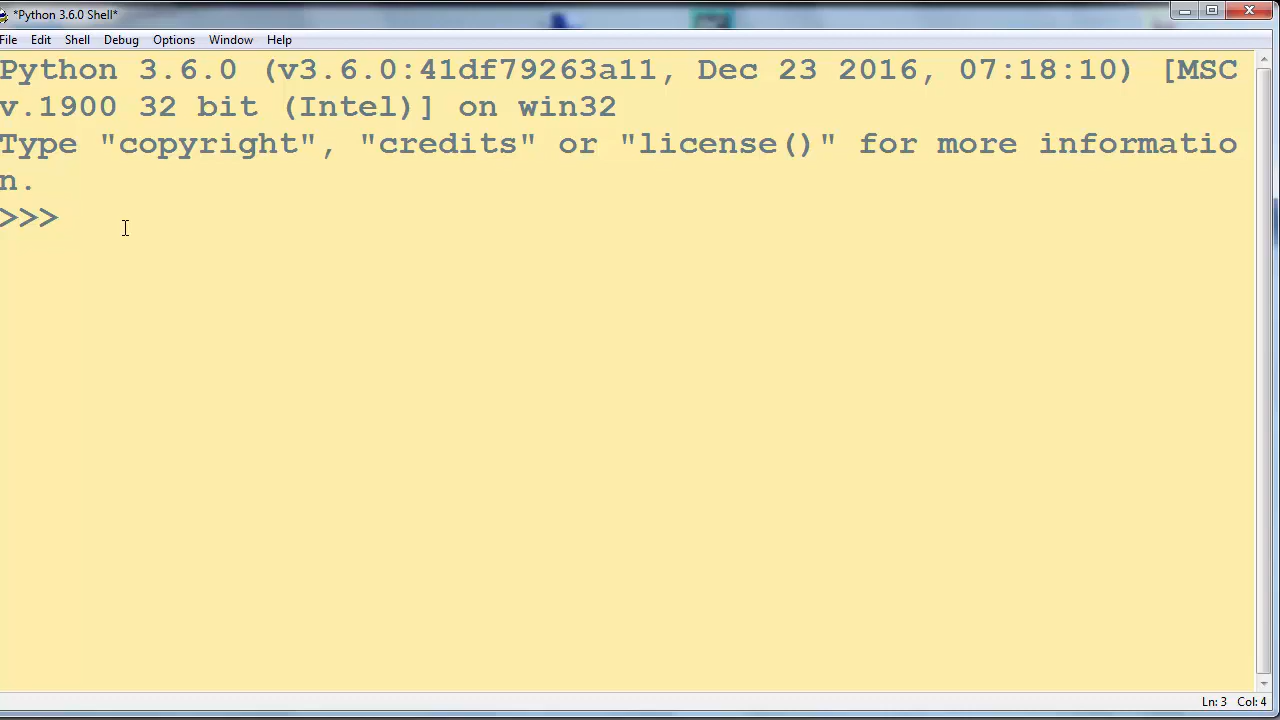 *Python 3.6.0 Shell*
File Edit Shell Debug Options Window Help
Python 3.6.0 (v3.6.0:41df79263a11, Dec 23 2016, 07:18:10) [MSC
v.1900 32 bit (Intel)] on win32
Type "copyright", "credits" or "license()" for more informatio
n.
>>>
Ln: 3 Col: 4